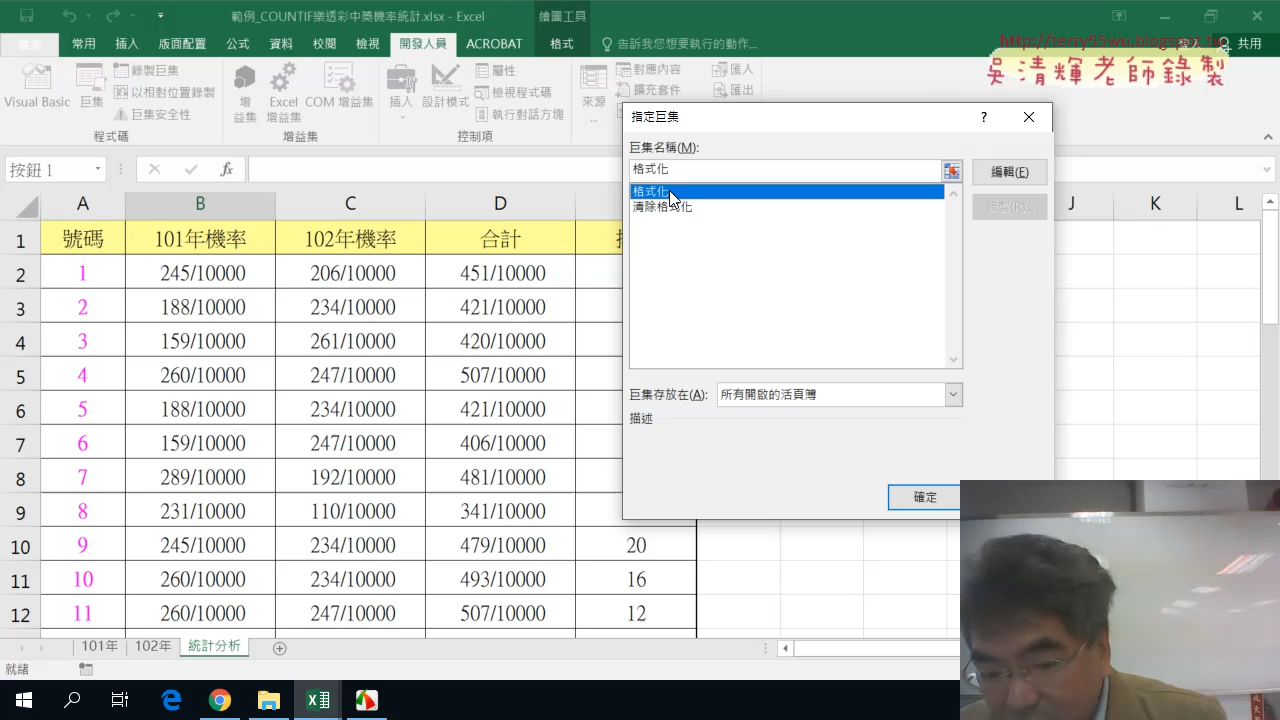 範例_COUNTIF樂透彩中獎機率統計.xlsx - Excel
繪圖工具
常用 插入 版面配置 公式 資料 校閱 檢視 開發人員 ACROBAT 格式 告訴我您想要執行的動作... 共用
http://terry55wu.blogspot.tw
吳清輝老師錄製
Visual Basic 巨集 錄製巨集 以相對位置錄製 巨集安全性 程式碼
增益集 Excel 增益集 COM 增益集 增益集
插入 設計模式 屬性 檢視程式碼 執行對話方塊 控制項
來源... 對應內容 擴充套件 匯入 匯出
按鈕 1 fx
指定巨集 ?
巨集名稱(M):
格式化 編輯(E)
格式化 錄製(R)...
清除格式化
巨集存放在(A): 所有開啟的活頁簿
描述
確定
A B C D J K L
1 號碼 101年機率 102年機率 合計
2 1 245/10000 206/10000 451/10000
3 2 188/10000 234/10000 421/10000
4 3 159/10000 261/10000 420/10000
5 4 260/10000 247/10000 507/10000
6 5 188/10000 234/10000 421/10000
7 6 159/10000 247/10000 406/10000
8 7 289/10000 192/10000 481/10000
9 8 231/10000 110/10000 341/10000
10 9 245/10000 234/10000 479/10000 20
11 10 260/10000 234/10000 493/10000 16
12 11 260/10000 247/10000 507/10000 12
101年 102年 統計分析
就緒